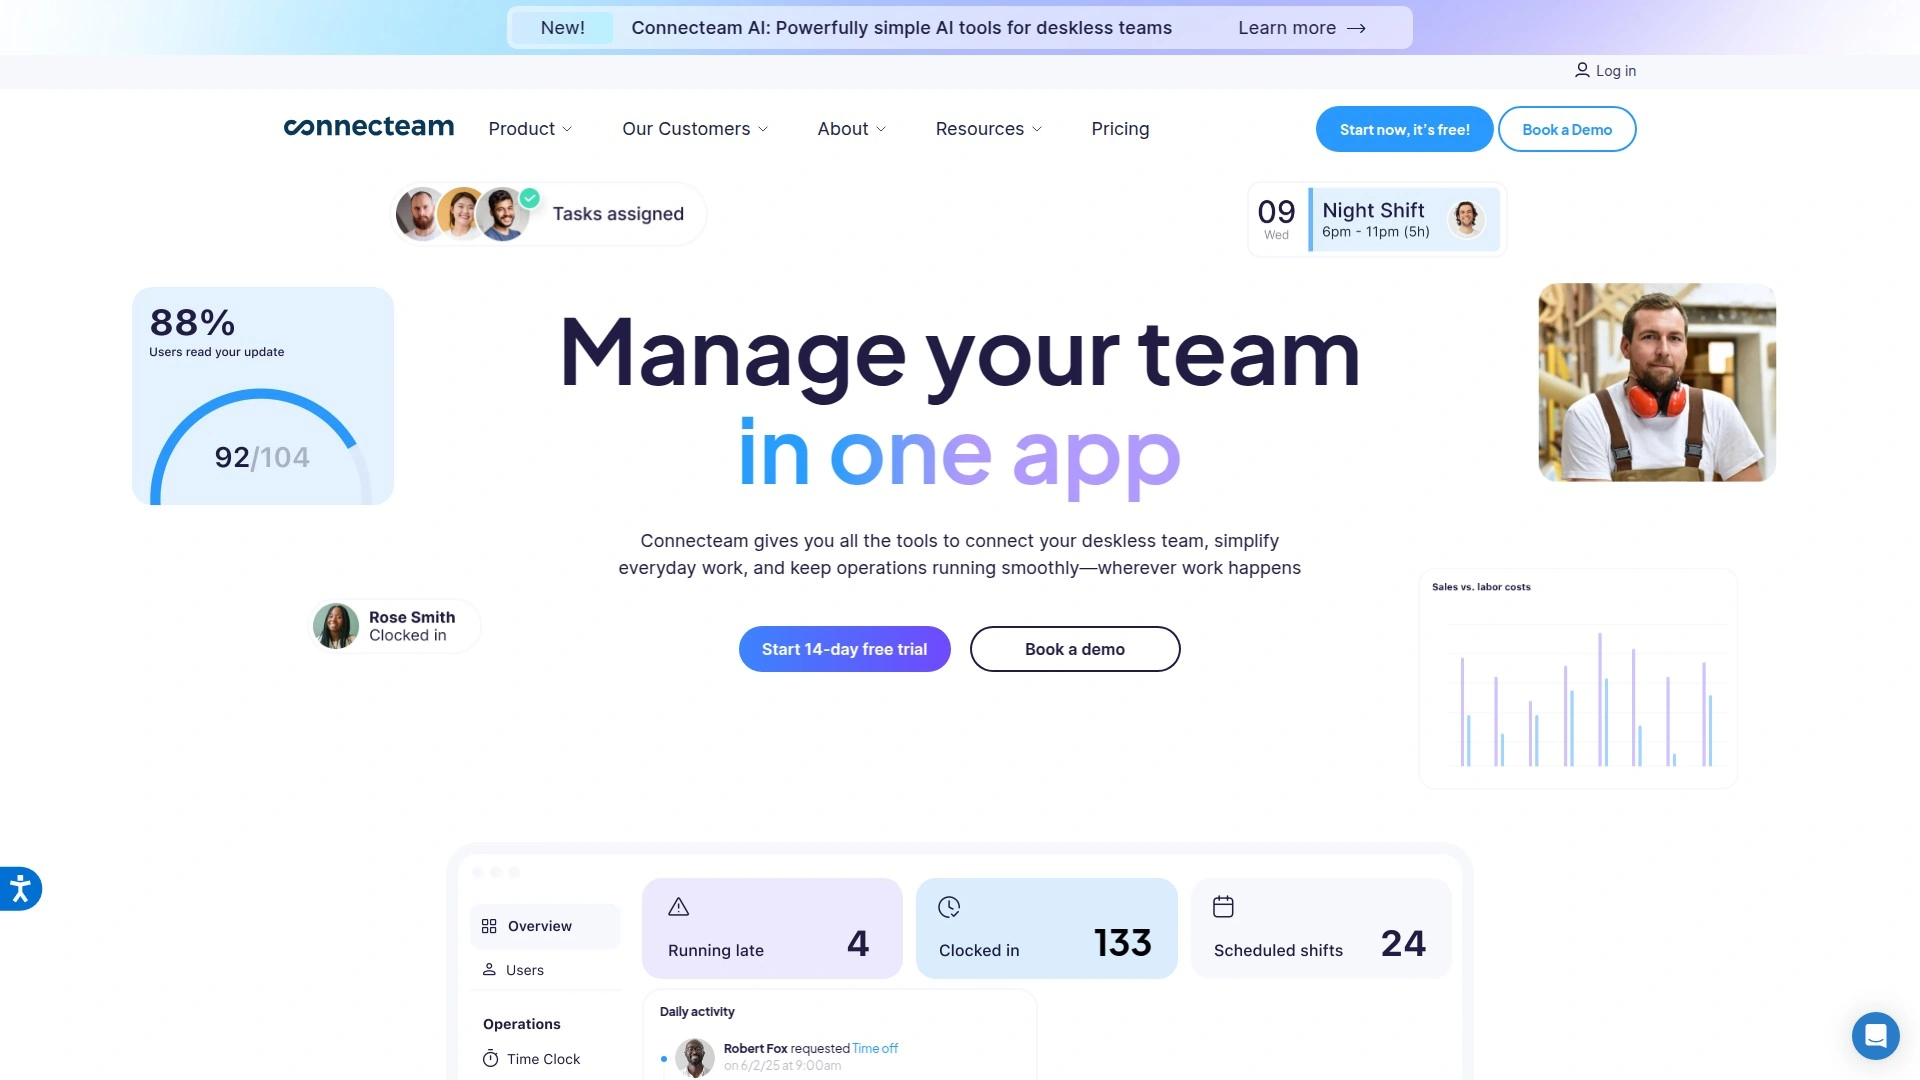 New! Connecteam AI: Powerfully simple AI tools for deskless teams Learn more →
Log in
connecteam Product Our Customers About Resources Pricing Start now, it's free! Book a Demo
Tasks assigned
09 Wed
Night Shift
6pm - 11pm (5h)
88%
Users read your update
92/104
Manage your team
in one app
Connecteam gives you all the tools to connect your deskless team, simplify
everyday work, and keep operations running smoothly—wherever work happens
Rose Smith
Clocked in
Start 14-day free trial Book a demo
Sales vs. labor costs
Overview
Users
Operations
Time Clock
Running late 4
Clocked in 133
Scheduled shifts 24
Daily activity
Robert Fox requested Time off
on 6/2/25 at 9:00am